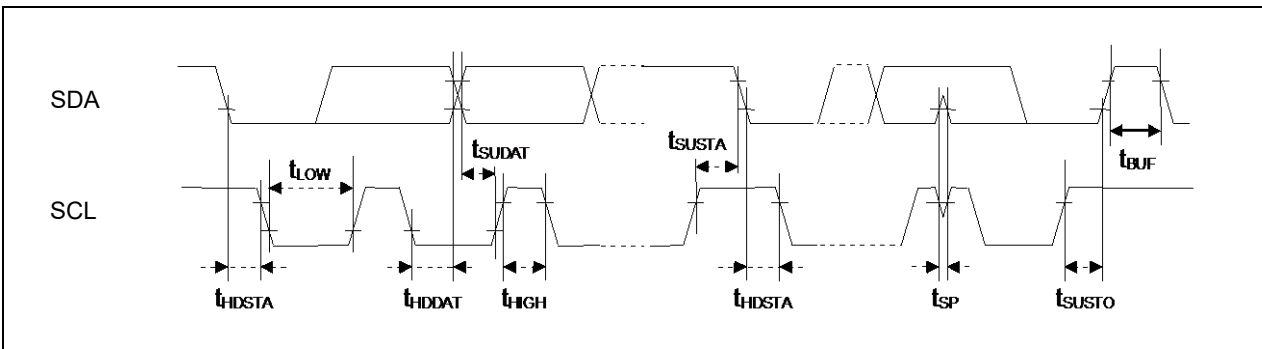 SDA
tSUSTA
tSUDAT
tBUF
tLOW
SCL
tHDSTA
tHDDAT
tHIGH
tHDSTA
tSP
tSUSTO